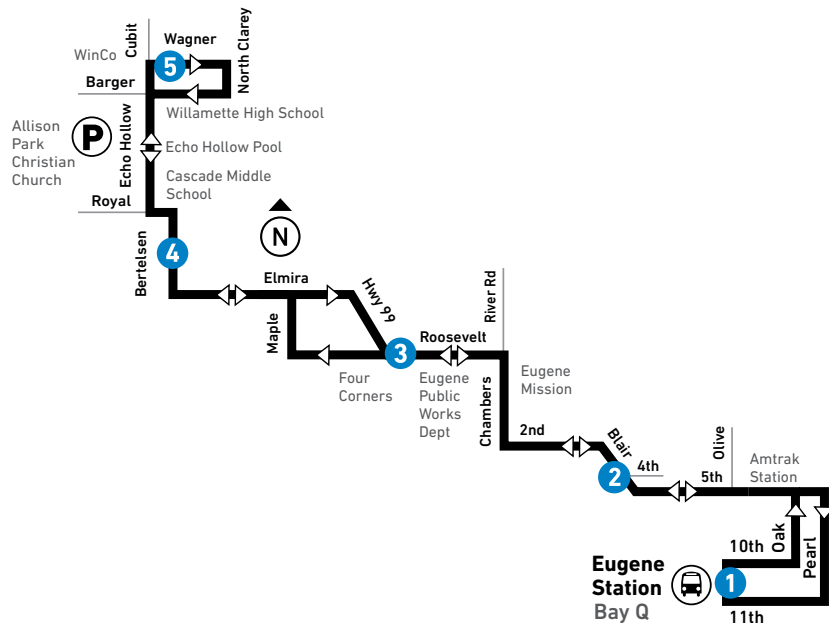 Cubit
Wagner
North Clarey
WinCo
5
Barger
Willamette High School
Allison
Park
Christian
Church
P
Echo Hollow
Echo Hollow Pool
Cascade Middle
School
Royal
N
Bertelsen
4
Elmira
Hwy 99
River Rd
Maple
3
Roosevelt
Four
Corners
Eugene
Public
Works
Dept
Chambers
Eugene
Mission
2nd
Blair
2
4th
5th
Olive
Amtrak
Station
Oak
Pearl
10th
Eugene
Station
Bay Q
1
11th